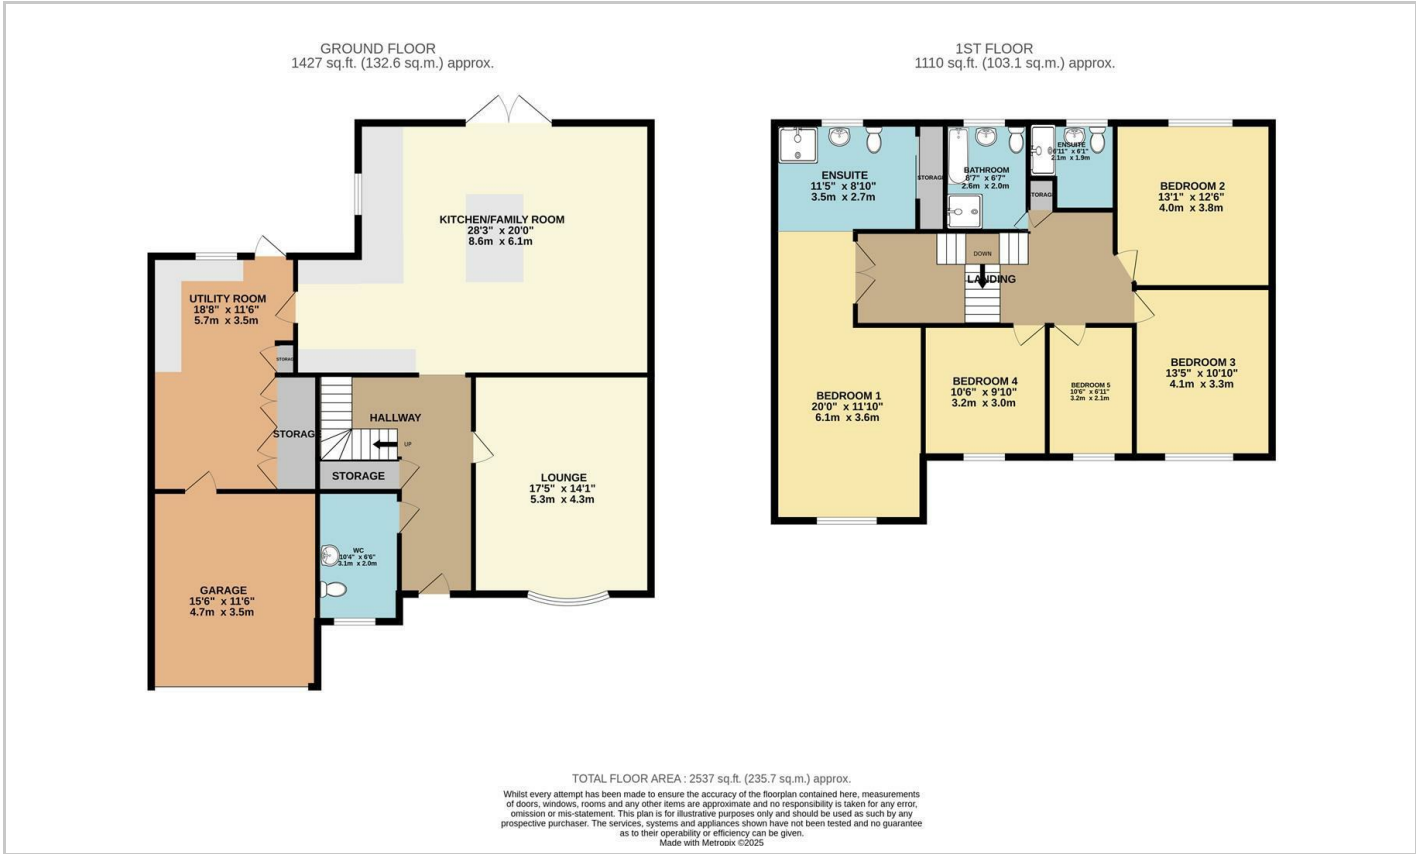 GROUND FLOOR
1427 sq.ft. (132.6 sq.m.) approx.
KITCHEN/FAMILY ROOM
28'3" x 20'0"
8.6m x 6.1m
UTILITY ROOM
18'8" x 11'6"
5.7m x 3.5m
STORAGE
STORAGE
HALLWAY
UP
STORAGE
LOUNGE
17'5" x 14'1"
5.3m x 4.3m
WC
10'4" x 6'6"
3.1m x 2.0m
GARAGE
15'6" x 11'6"
4.7m x 3.5m
1ST FLOOR
1110 sq.ft. (103.1 sq.m.) approx.
ENSUITE
11'5" x 8'10"
3.5m x 2.7m
STORAGE
BATHROOM
8'7" x 6'7"
2.6m x 2.0m
ENSUITE
6'11" x 6'1"
2.1m x 1.9m
TORAG
BEDROOM 2
13'1" x 12'6"
4.0m x 3.8m
DOWN
LANDING
BEDROOM 1
20'0" x 11'10"
6.1m x 3.6m
BEDROOM 4
10'6" x 9'10"
3.2m x 3.0m
BEDROOM 5
10'6" x 6'11"
3.2m x 2.1m
BEDROOM 3
13'5" x 10'10"
4.1m x 3.3m
TOTAL FLOOR AREA : 2537 sq.ft. (235.7 sq.m.) approx.
Whilst every attempt has been made to ensure the accuracy of the floorplan contained here, measurements
of doors, windows, rooms and any other items are approximate and no responsibility is taken for any error,
omission or mis-statement. This plan is for illustrative purposes only and should be used as such by any
prospective purchaser. The services, systems and appliances shown have not been tested and no guarantee
as to their operability or efficiency can be given.
Made with Metropix ©2025